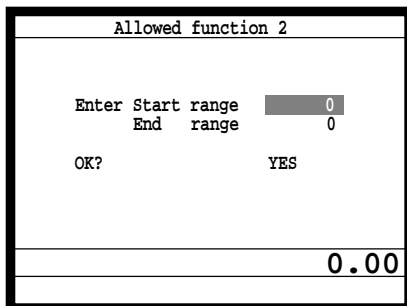 Allowed function 2
Enter Start range 0
End range 0
OK? YES
0.00